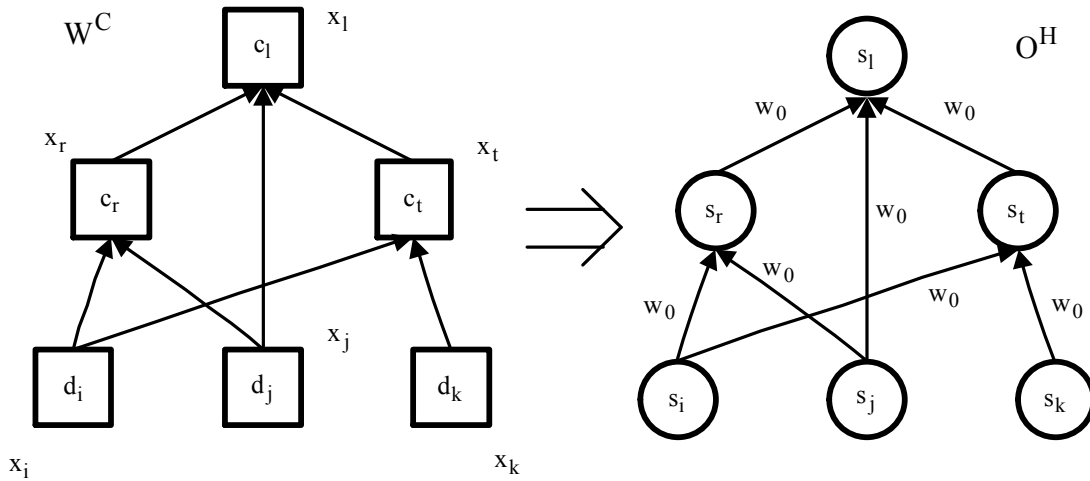 W^C x_l c_l s_l O^H
w_0 w_0
x_r x_t
c_r c_t s_r w_0 s_t
w_0
w_0 w_0 w_0
x_j
d_i d_j d_k s_i s_j s_k
x_i x_k